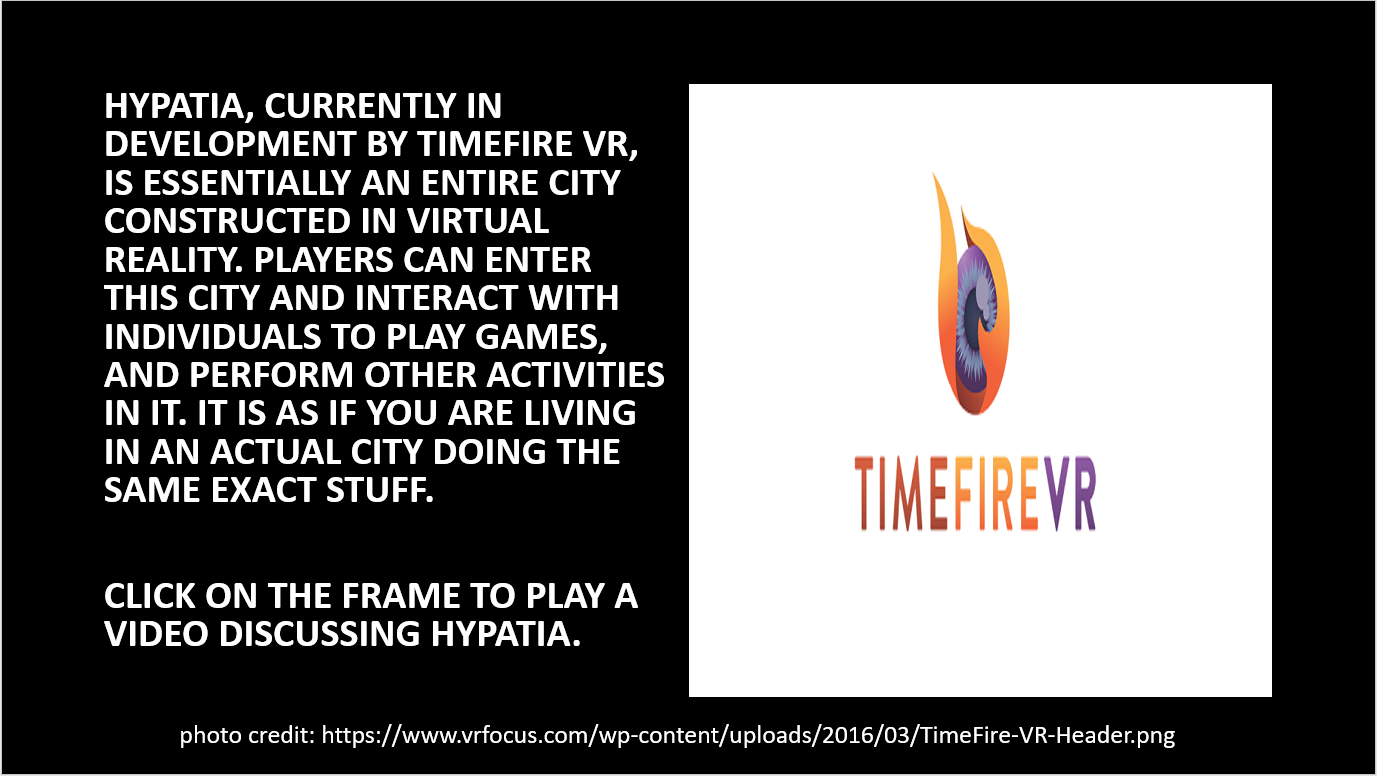 HYPATIA, CURRENTLY IN
DEVELOPMENT BY TIMEFIRE VR,
IS ESSENTIALLY AN ENTIRE CITY
CONSTRUCTED IN VIRTUAL
REALITY. PLAYERS CAN ENTER
THIS CITY AND INTERACT WITH
INDIVIDUALS TO PLAY GAMES,
AND PERFORM OTHER ACTIVITIES
IN IT. IT IS AS IF YOU ARE LIVING
IN AN ACTUAL CITY DOING THE
SAME EXACT STUFF.
CLICK ON THE FRAME TO PLAY A
VIDEO DISCUSSING HYPATIA.
TIMEFIREVR
photo credit: https://www.vrfocus.com/wp-content/uploads/2016/03/TimeFire-VR-Header.png